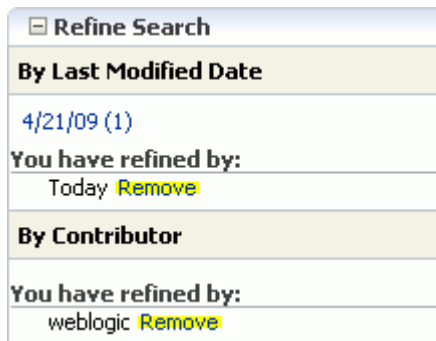 Refine Search
By Last Modified Date
4/21/09 (1)
You have refined by:
Today Remove
By Contributor
You have refined by:
weblogic Remove